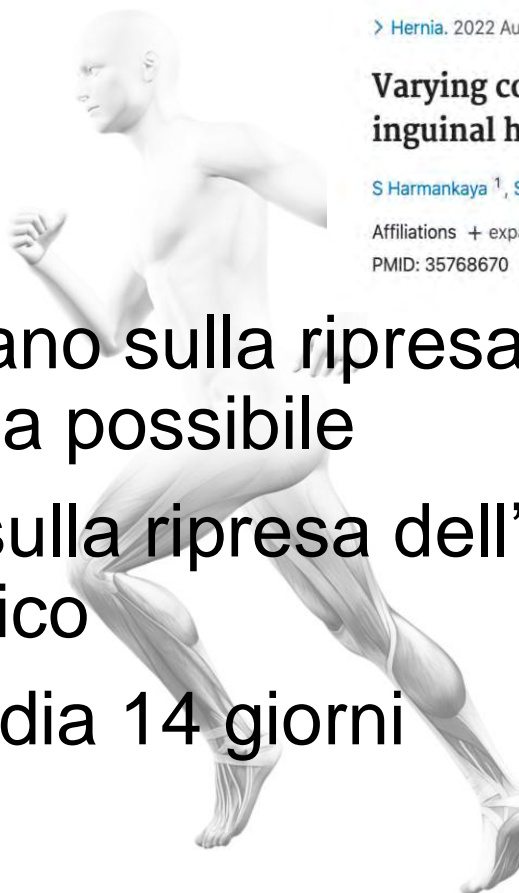 > Hernia. 2022 Au
Varying co
inguinal h
S Harmankaya 1, S
Affiliations + exp
PMID: 35768670
ano sulla ripresa
a possibile
sulla ripresa dell'
ico
dia 14 giorni